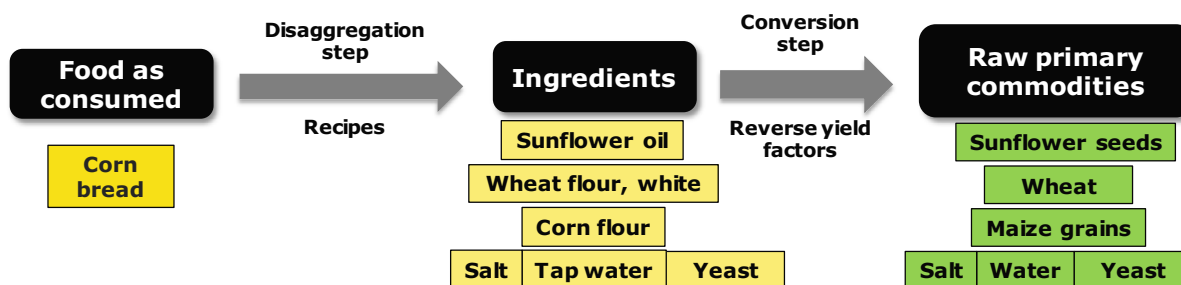 Food as
consumed
Corn
bread
Disaggregation
step
Recipes
Ingredients
Sunflower oil
Wheat flour, white
Corn flour
Salt
Tap water
Yeast
Conversion
step
Reverse yield
factors
Raw primary
commodities
Sunflower seeds
Wheat
Maize grains
Salt
Water
Yeast